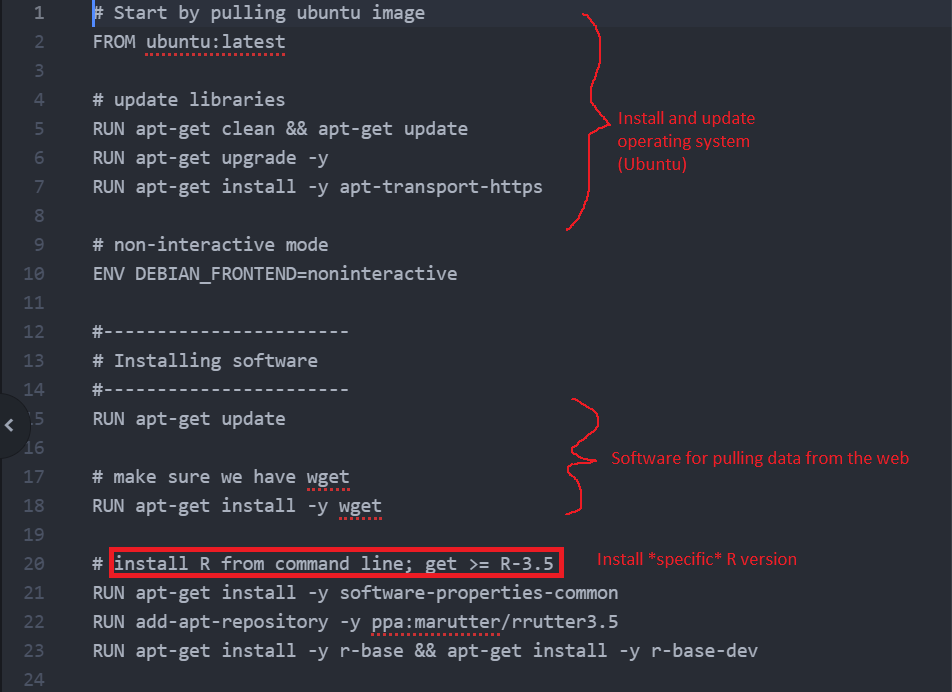 1 # Start by pulling ubuntu image
2 FROM ubuntu:latest
3
4 # update libraries
5 RUN apt-get clean && apt-get update
Install and update
operating system
(Ubuntu)
6 RUN apt-get upgrade -y
7 RUN apt-get install -y apt-transport-https
8
9 # non-interactive mode
10 ENV DEBIAN_FRONTEND=noninteractive
11
12 #-----------------------
13 # Installing software
14 #-----------------------
15 RUN apt-get update
16
Software for pulling data from the web
17 # make sure we have wget
18 RUN apt-get install -y wget
19
20 # install R from command line; get >= R-3.5
Install *specific* R version
21 RUN apt-get install -y software-properties-common
22 RUN add-apt-repository -y ppa:marutter/rrutter3.5
23 RUN apt-get install -y r-base && apt-get install -y r-base-dev
24